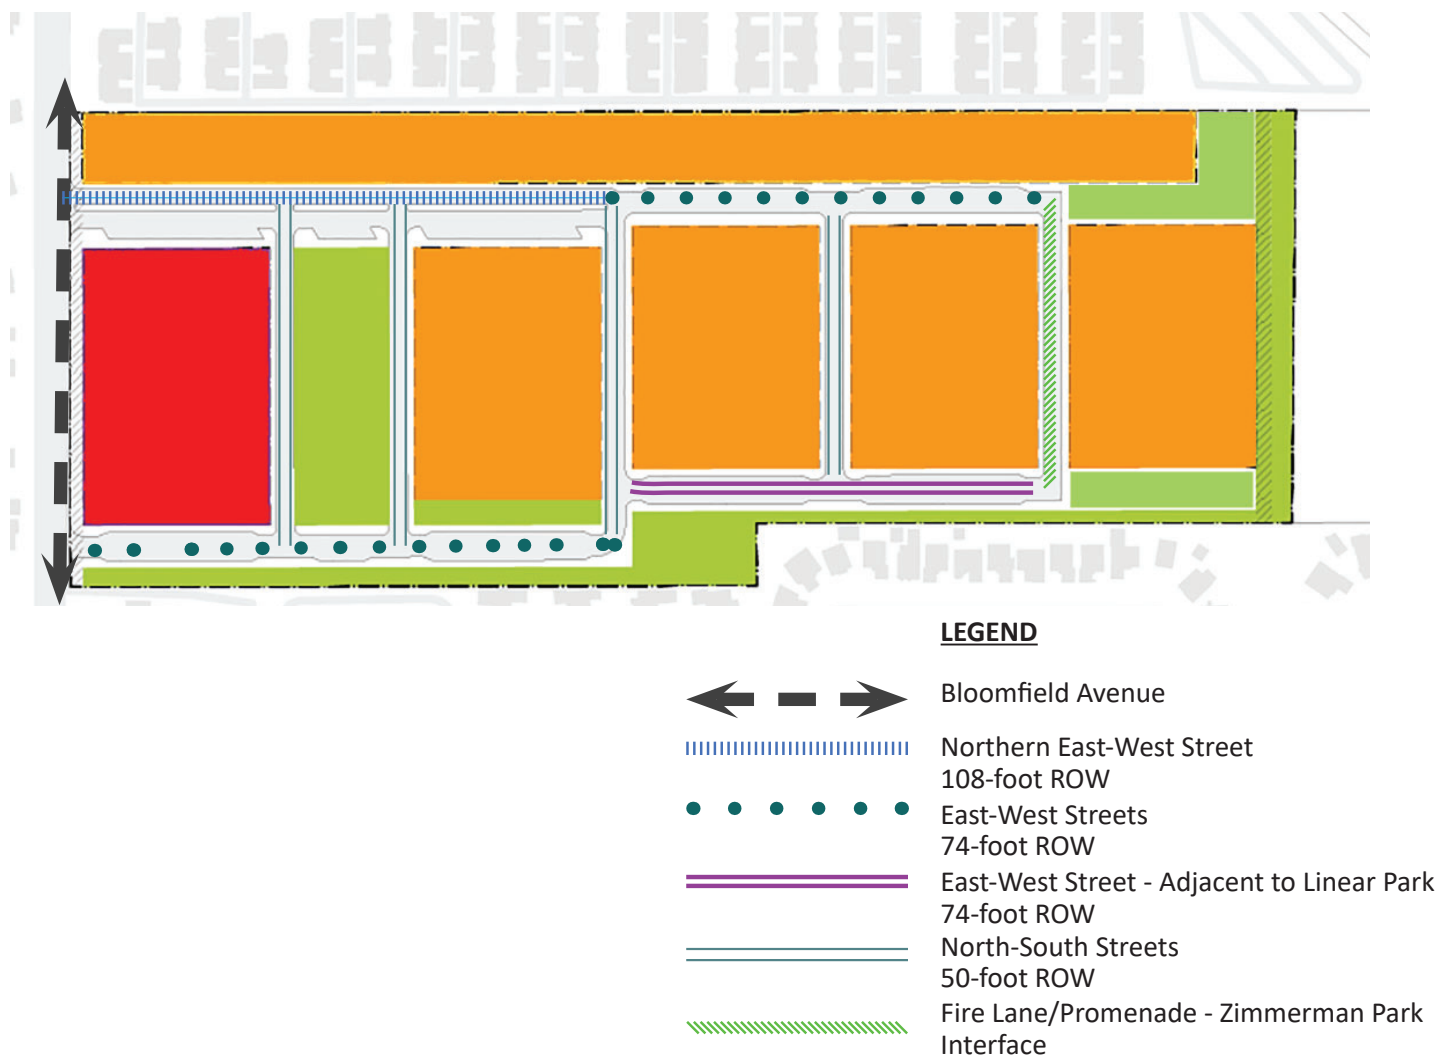 LEGEND
Bloomfield Avenue
Northern East-West Street
108-foot ROW
East-West Streets
74-foot ROW
East-West Street - Adjacent to Linear Park
74-foot ROW
North-South Streets
50-foot ROW
Fire Lane/Promenade - Zimmerman Park
Interface